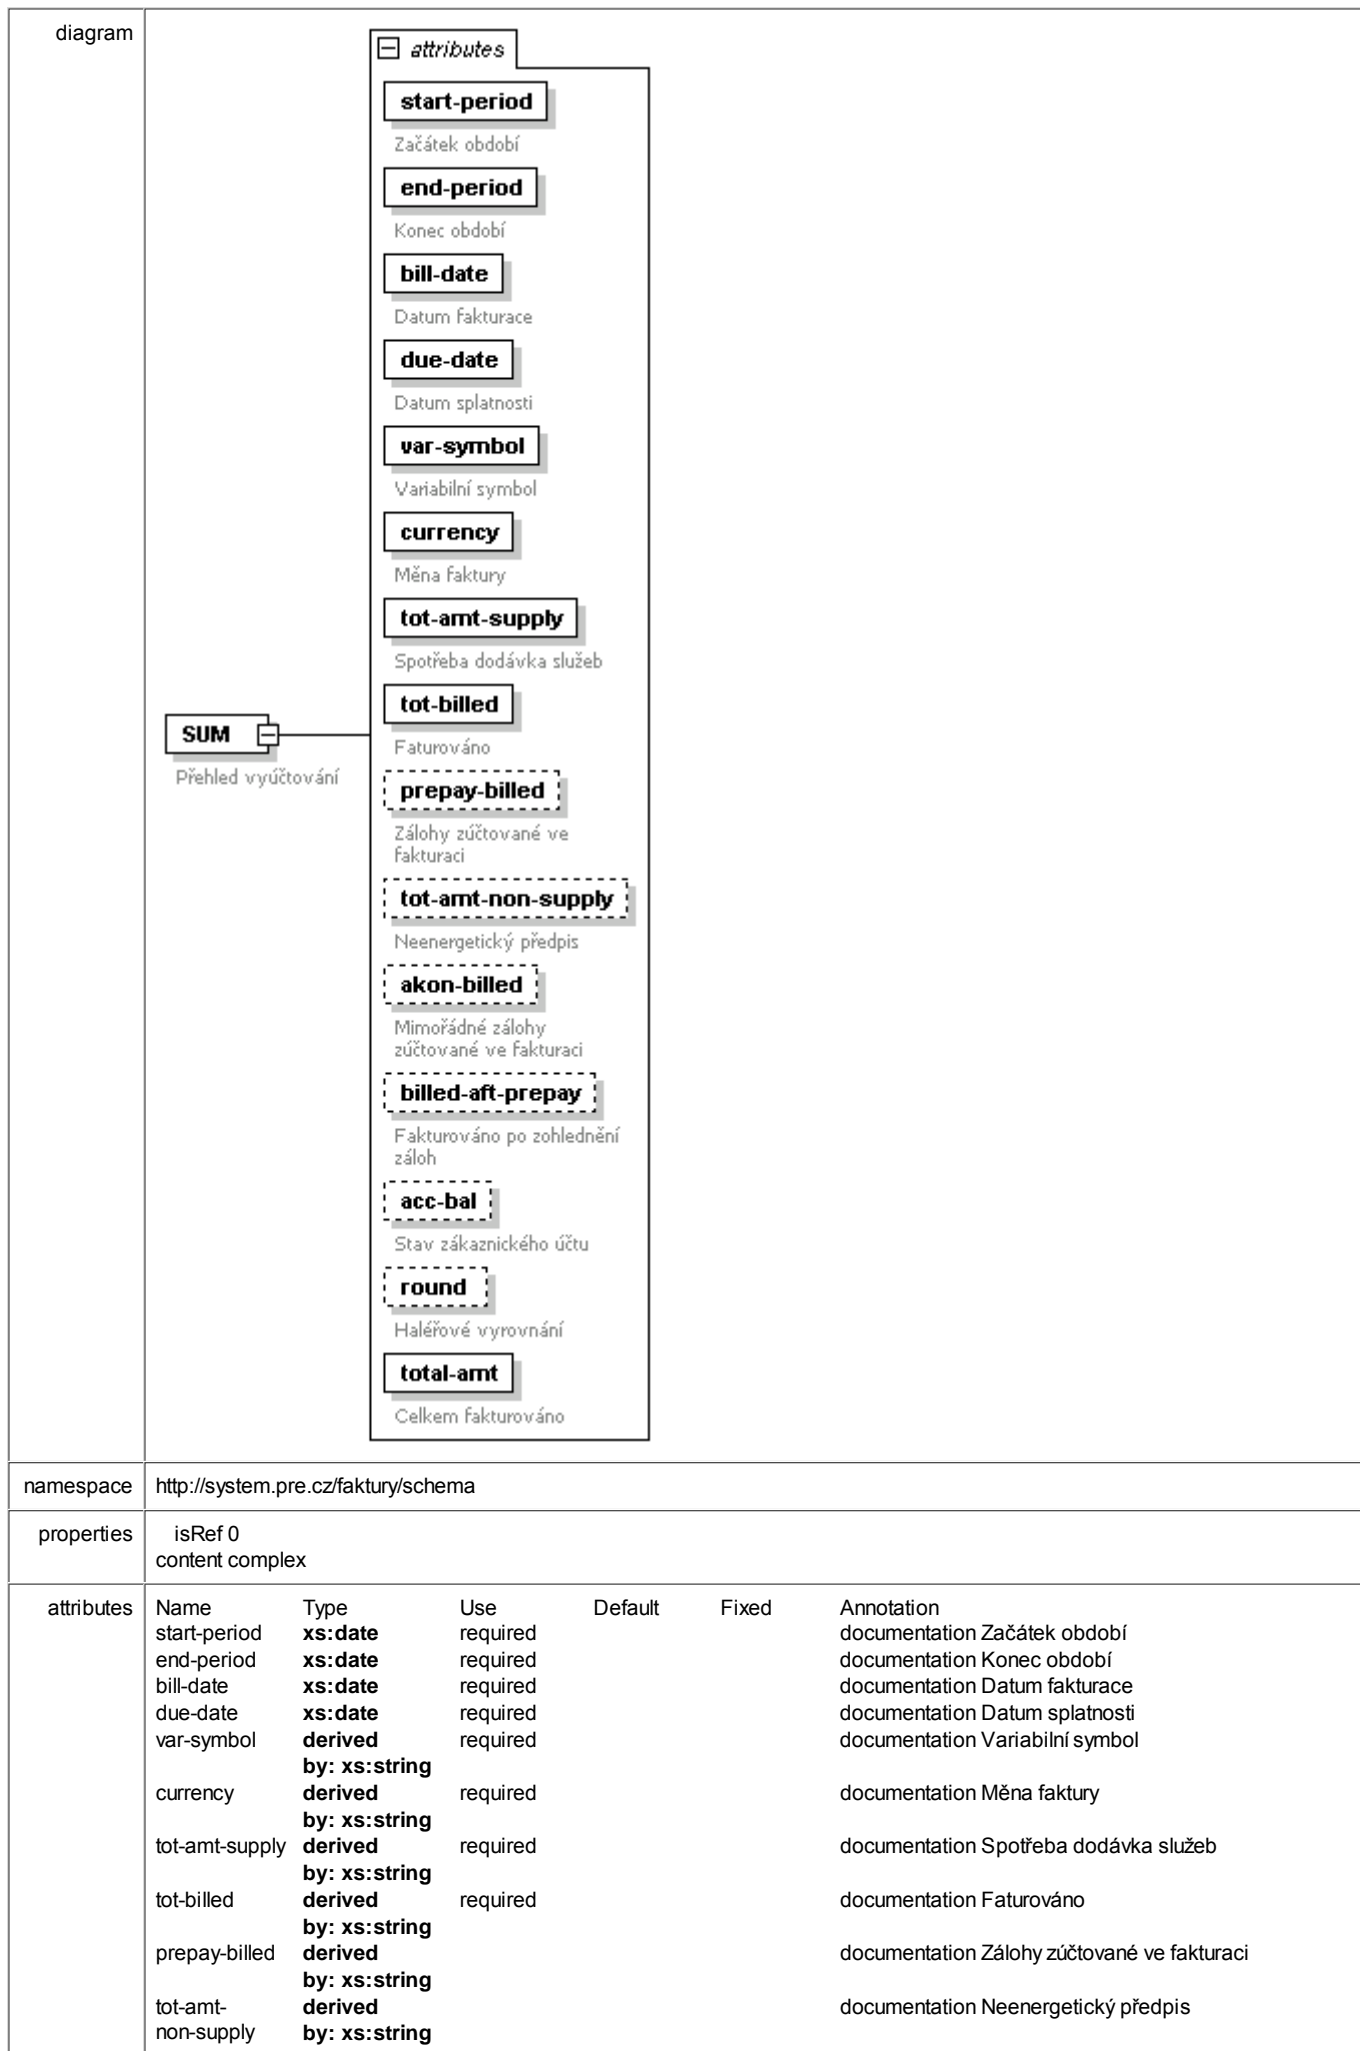 diagram
attributes
start-period
Začátek období
end-period
Konec období
bill-date
Datum fakturace
due-date
Datum splatnosti
var-symbol
Variabilní symbol
currency
Měna faktury
tot-amt-supply
Spotřeba dodávka služeb
tot-billed
Faturováno
SUM
Přehled vyúčtování
prepay-billed
Zálohy zúčtované ve
fakturaci
tot-amt-non-supply
Neenergetický předpis
akon-billed
Mimořádné zálohy
zúčtované ve fakturaci
billed-aft-prepay
Fakturováno po zohlednění
záloh
acc-bal
Stav zákaznického účtu
round
Haléřové vyrovnání
total-amt
Celkem fakturováno
namespace http://system.pre.cz/faktury/schema
properties isRef 0
content complex
attributes Name Type Use Default Fixed Annotation
start-period xs:date required documentation Začátek období
end-period xs:date required documentation Konec období
bill-date xs:date required documentation Datum fakturace
due-date xs:date required documentation Datum splatnosti
var-symbol derived required documentation Variabilní symbol
by: xs:string
currency derived required documentation Měna faktury
by: xs:string
tot-amt-supply derived required documentation Spotřeba dodávka služeb
by: xs:string
tot-billed derived required documentation Faturováno
by: xs:string
prepay-billed derived documentation Zálohy zúčtované ve fakturaci
by: xs:string
tot-amt- derived documentation Neenergetický předpis
non-supply by: xs:string